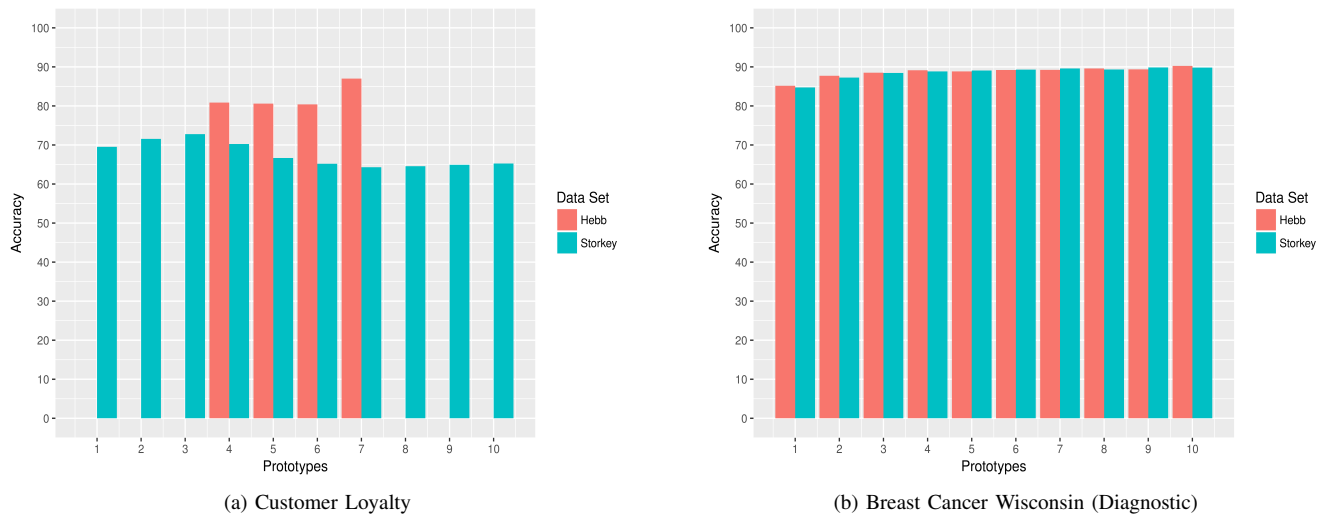 100
90
80
70
60
50
40
30
20
10
0
Accuracy
1 2 3 4 5 6 7 8 9 10
Prototypes
Data Set
Hebb
Storkey
(a) Customer Loyalty
100
90
80
70
60
50
40
30
20
10
0
Accuracy
1 2 3 4 5 6 7 8 9 10
Prototypes
Data Set
Hebb
Storkey
(b) Breast Cancer Wisconsin (Diagnostic)